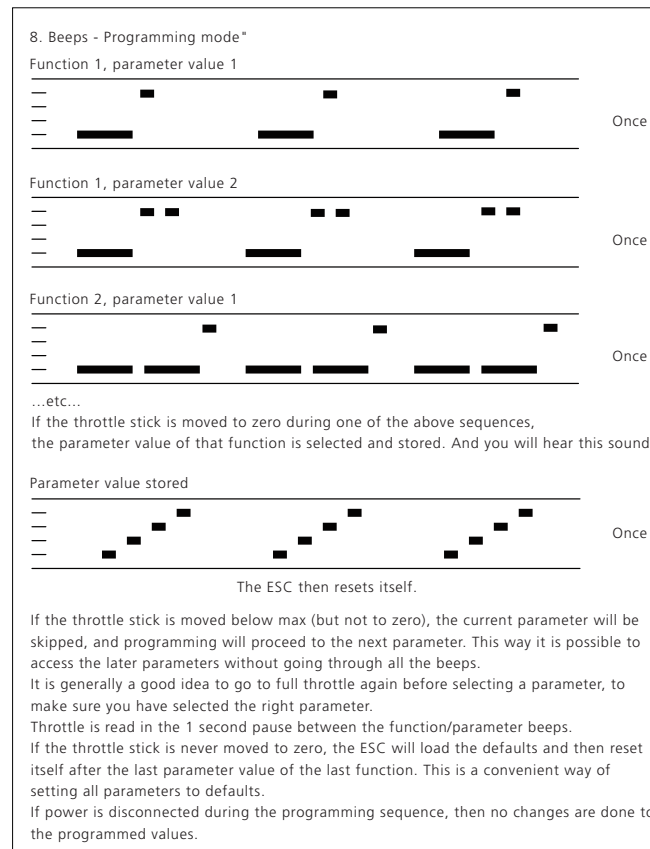 8. Beeps - Programming mode"
Function 1, parameter value 1
Once
Function 1, parameter value 2
Once
Function 2, parameter value 1
Once
...etc...
If the throttle stick is moved to zero during one of the above sequences,
the parameter value of that function is selected and stored. And you will hear this sound
Parameter value stored
Once
The ESC then resets itself.
If the throttle stick is moved below max (but not to zero), the current parameter will be
skipped, and programming will proceed to the next parameter. This way it is possible to
access the later parameters without going through all the beeps.
It is generally a good idea to go to full throttle again before selecting a parameter, to
make sure you have selected the right parameter.
Throttle is read in the 1 second pause between the function/parameter beeps.
If the throttle stick is never moved to zero, the ESC will load the defaults and then reset
itself after the last parameter value of the last function. This is a convenient way of
setting all parameters to defaults.
If power is disconnected during the programming sequence, then no changes are done to
the programmed values.